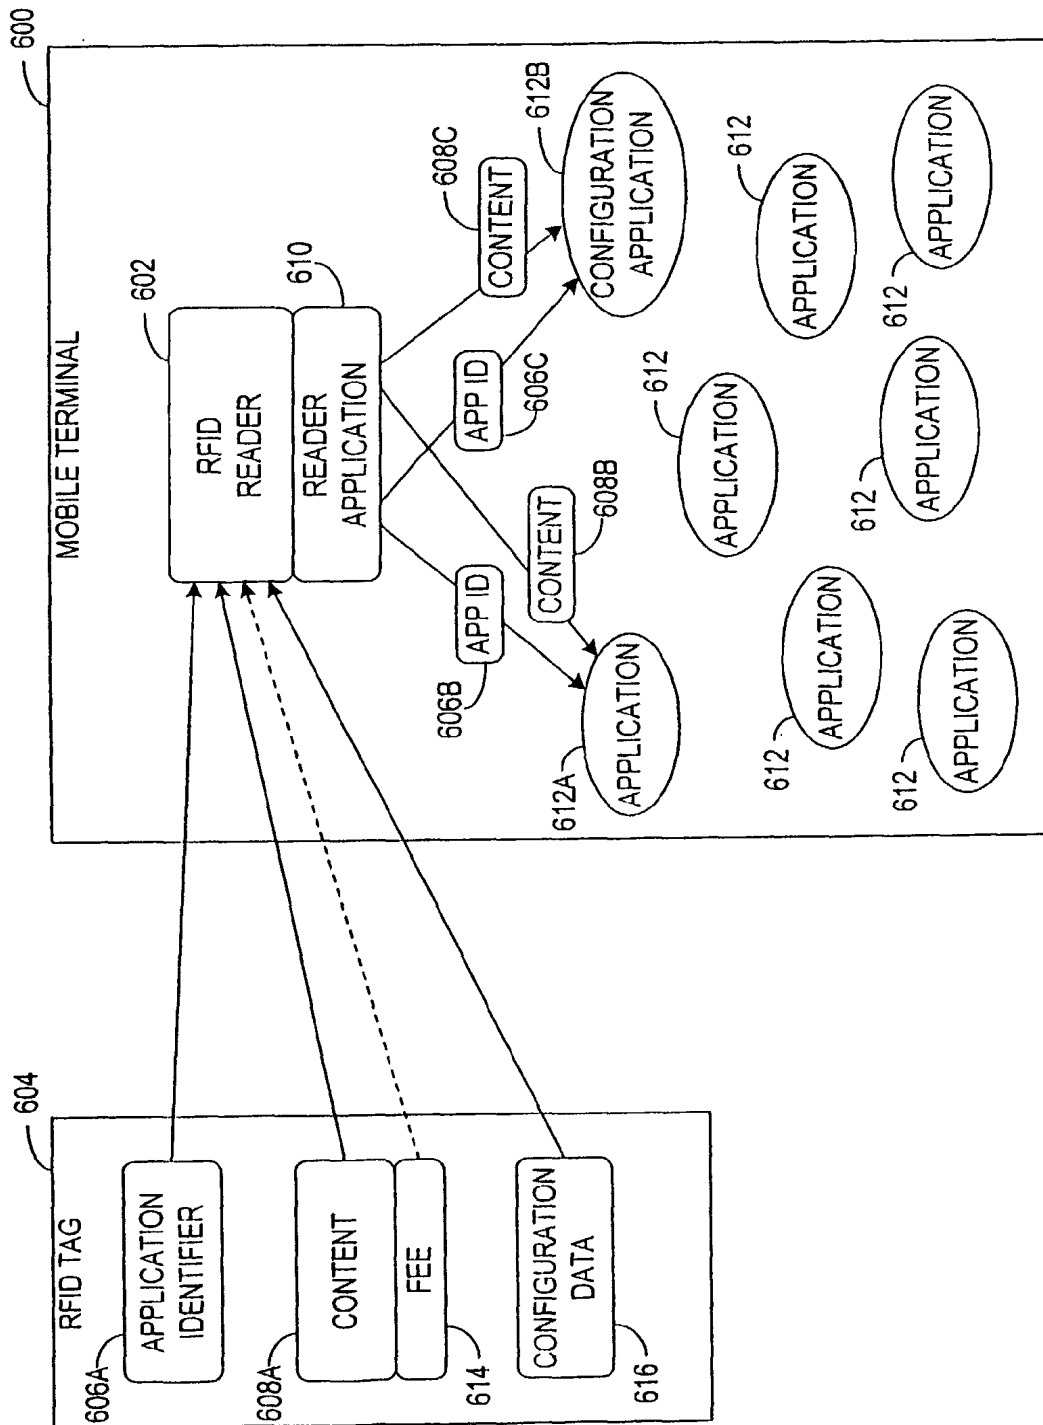 RFID TAG
604
606A
APPLICATION
IDENTIFIER
608A
CONTENT
FEE
614
CONFIGURATION
DATA
616
MOBILE TERMINAL
600
602
RFID
READER
READER
APPLICATION
610
606B
APP ID
CONTENT
608B
APP ID
606C
CONTENT
608C
612A
APPLICATION
612B
CONFIGURATION
APPLICATION
612
APPLICATION
612
APPLICATION
612
APPLICATION
612
APPLICATION
612
APPLICATION
612
APPLICATION